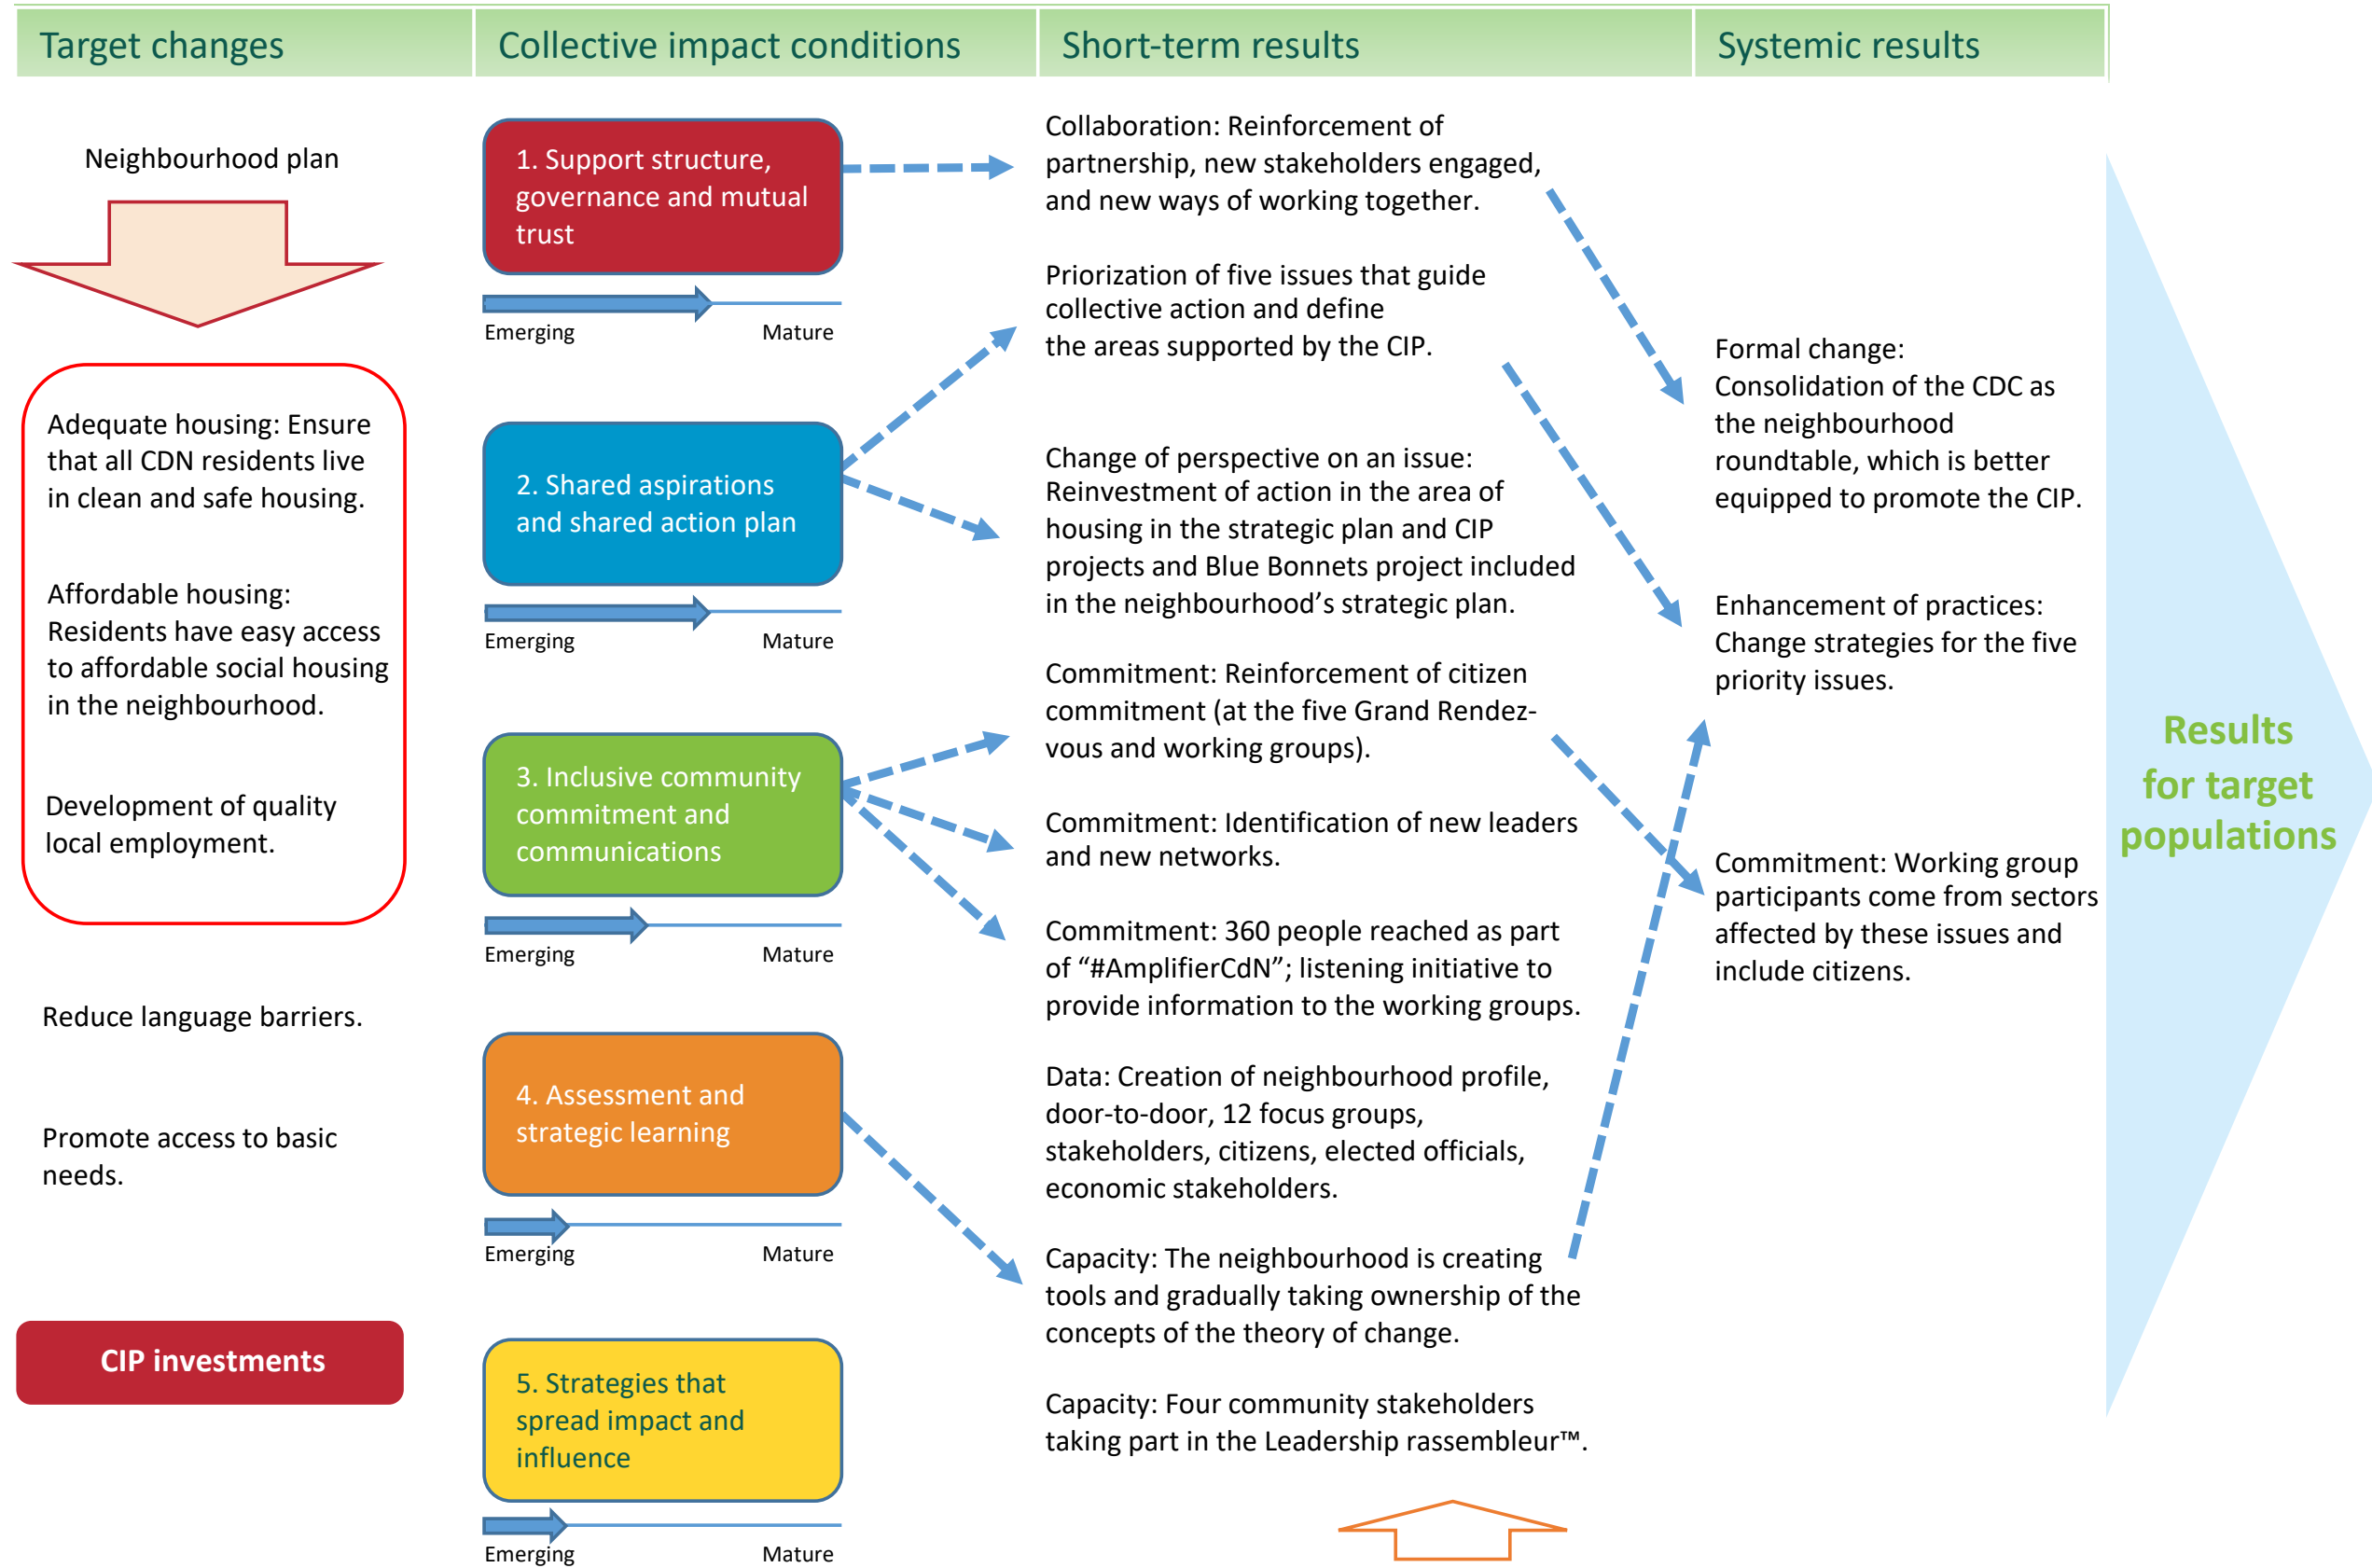 Target changes
Collective impact conditions
Short-term results
Systemic results
Neighbourhood plan
Adequate housing: Ensure
that all CDN residents live
in clean and safe housing.
Affordable housing:
Residents have easy access
to affordable social housing
in the neighbourhood.
Development of quality
local employment.
Reduce language barriers.
Promote access to basic
needs.
CIP investments
1. Support structure,
governance and mutual
trust
Emerging
Mature
2. Shared aspirations
and shared action plan
Emerging
Mature
3. Inclusive community
commitment and
communications
Emerging
Mature
4. Assessment and
strategic learning
Emerging
Mature
5. Strategies that
spread impact and
influence
Emerging
Mature
Collaboration: Reinforcement of
partnership, new stakeholders engaged,
and new ways of working together.
Priorization of five issues that guide
collective action and define
the areas supported by the CIP.
Change of perspective on an issue:
Reinvestment of action in the area of
housing in the strategic plan and CIP
projects and Blue Bonnets project included
in the neighbourhood’s strategic plan.
Commitment: Reinforcement of citizen
commitment (at the five Grand Rendez-
vous and working groups).
Commitment: Identification of new leaders
and new networks.
Commitment: 360 people reached as part
of “#AmplifierCdN”; listening initiative to
provide information to the working groups.
Data: Creation of neighbourhood profile,
door-to-door, 12 focus groups,
stakeholders, citizens, elected officials,
economic stakeholders.
Capacity: The neighbourhood is creating
tools and gradually taking ownership of the
concepts of the theory of change.
Capacity: Four community stakeholders
taking part in the Leadership rassembleur™.
Formal change:
Consolidation of the CDC as
the neighbourhood
roundtable, which is better
equipped to promote the CIP.
Enhancement of practices:
Change strategies for the five
priority issues.
Commitment: Working group
participants come from sectors
affected by these issues and
include citizens.
Results
for target
populations